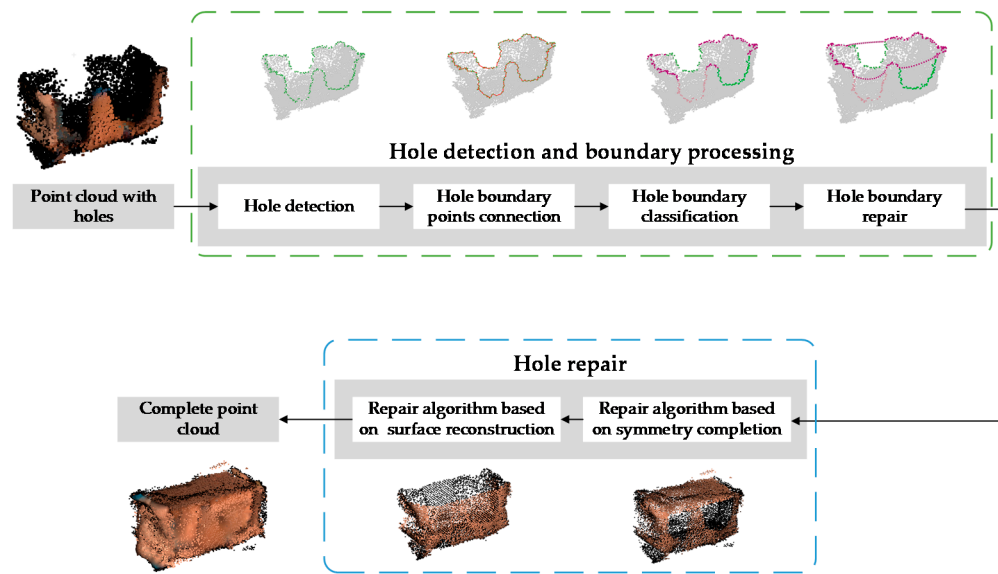 Hole detection and boundary processing
Point cloud with
holes
Hole detection
Hole boundary
points connection
Hole boundary
classification
Hole boundary
repair
Hole repair
Complete point
cloud
Repair algorithm based
on surface reconstruction
Repair algorithm based
on symmetry completion